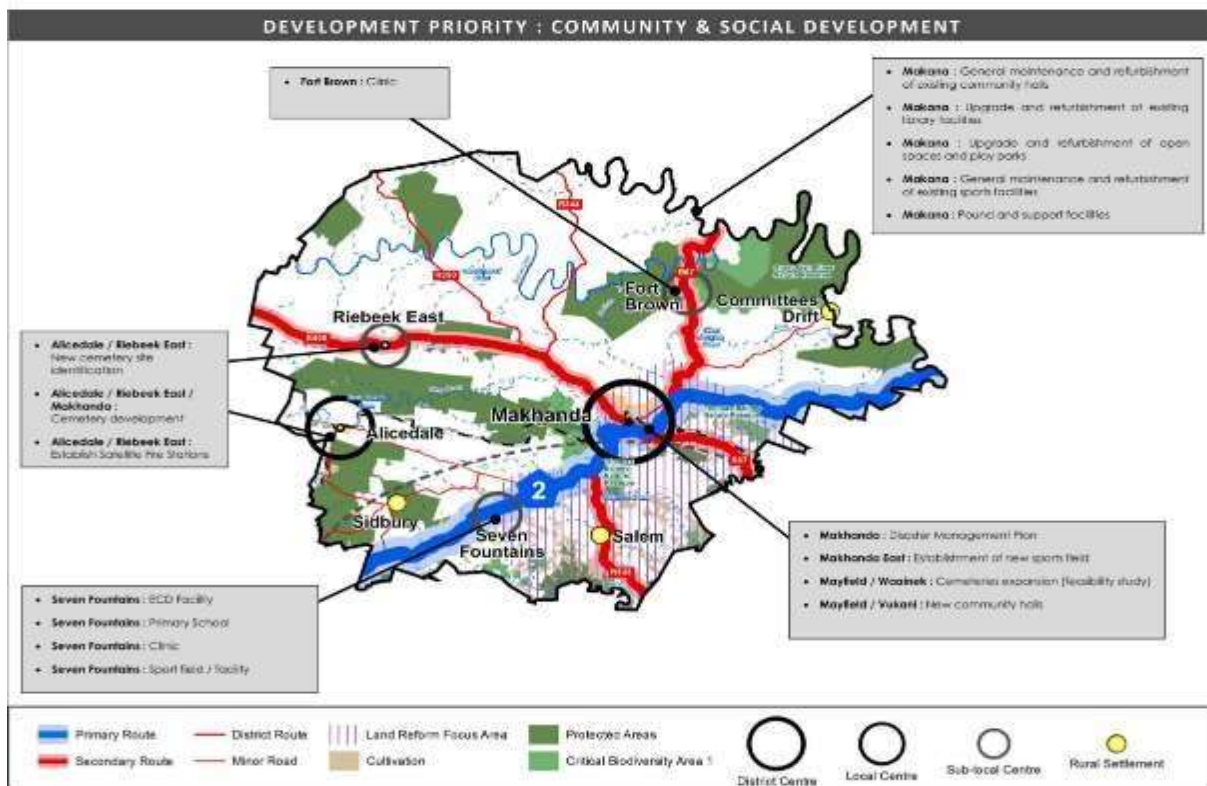 DEVELOPMENT PRIORITY : COMMUNITY & SOCIAL DEVELOPMENT
• Fort Brown : Clinic
• Makana : General maintenance and refurbishment
of existing community halls
• Makana : Upgrade and refurbishment of existing
library facilities
• Makana : Upgrade and refurbishment of open
spaces and play parks
• Makana : General maintenance and refurbishment
of existing sports facilities
• Makana : Pound and support facilities
R67
Fort
Brown
Committees
Drift
Riebeek East
• Alicedale / Riebeek East :
New cemetery site
identification
• Alicedale / Riebeek East /
Makhanda :
Cemetery development
• Alicedale / Riebeek East :
Establish Satellite Fire Stations
Makhanda
Alicedale
R67
2
Sidbury
Seven
Fountains
Salem
• Makhanda : Disaster Management Plan
• Makhanda East : Establishment of new sports field
• Mayfield / Waainek : Cemeteries expansion (feasibility study)
• Mayfield / Vukani : New community halls
• Seven Fountains : ECD Facility
• Seven Fountains : Primary School
• Seven Fountains : Clinic
• Seven Fountains : Sport field / facility
Primary Route
District Route
Land Reform Focus Area
Protected Areas
Secondary Route
Minor Road
Cultivation
Critical Biodiversity Area 1
District Centre
Local Centre
Sub-local Centre
Rural Settlement